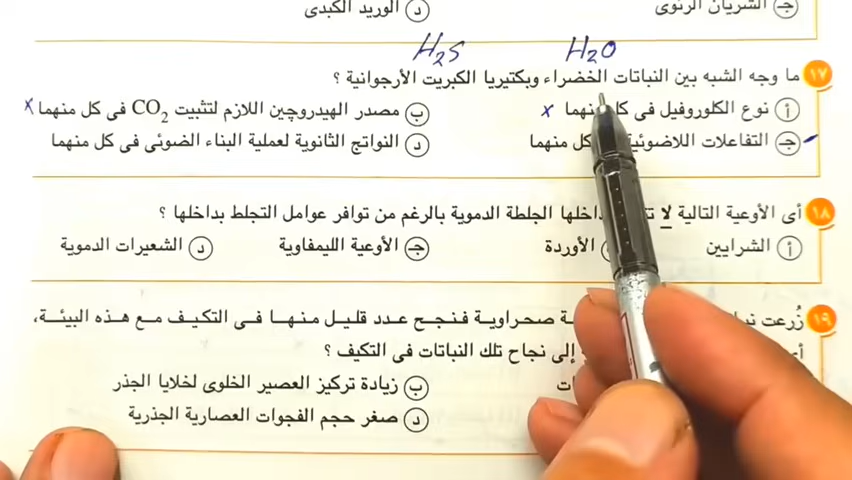 ج الشريان الرئوى
د الوريد الكبدى
H2S H2O
١٧ ما وجه الشبه بين النباتات الخضراء وبكتيريا الكبريت الأرجوانية ؟
أ نوع الكلوروفيل فى منهما x
ب مصدر الهيدروچين اللازم لتثبيت CO2 فى كل منهما x
ج التفاعلات اللاضوئية كل منهما
د النواتج الثانوية لعملية البناء الضوئى فى كل منهما
١٨ أى الأوعية التالية لا داخلها الجلطة الدموية بالرغم من توافر عوامل التجلط بداخلها ؟
أ الشرايين
الأوردة
ج الأوعية الليمفاوية
د الشعيرات الدموية
١٩ زُرعت صحراوية فنجح عدد قليل منها فى التكيف مع هذه البيئة،
إلى نجاح تلك النباتات فى التكيف ؟
ب زيادة تركيز العصير الخلوى لخلايا الجذر
د صغر حجم الفجوات العصارية الجذرية